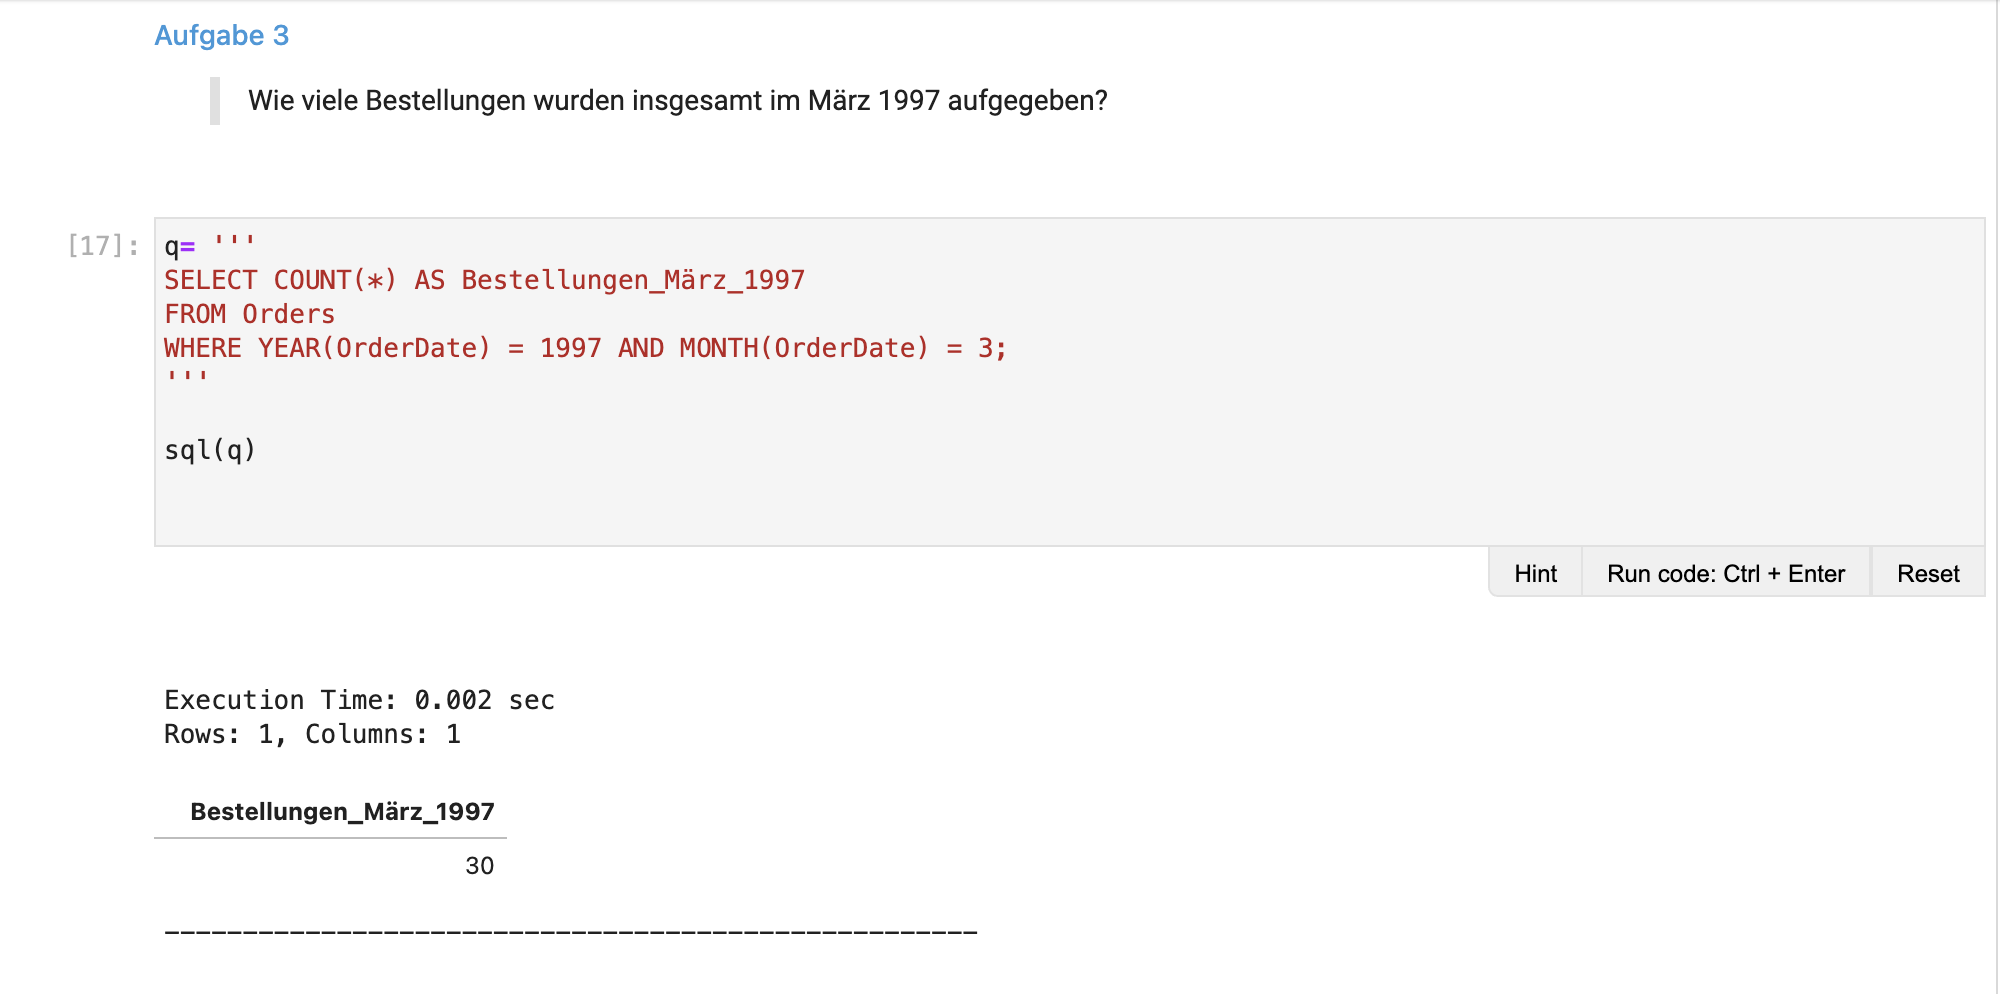 Aufgabe 3
Wie viele Bestellungen wurden insgesamt im März 1997 aufgegeben?
[17]:
q= '''
SELECT COUNT(*) AS Bestellungen_März_1997
FROM Orders
WHERE YEAR(OrderDate) = 1997 AND MONTH(OrderDate) = 3;
'''
sql(q)
Hint Run code: Ctrl + Enter Reset
Execution Time: 0.002 sec
Rows: 1, Columns: 1
Bestellungen_März_1997
30
____________________________________________________